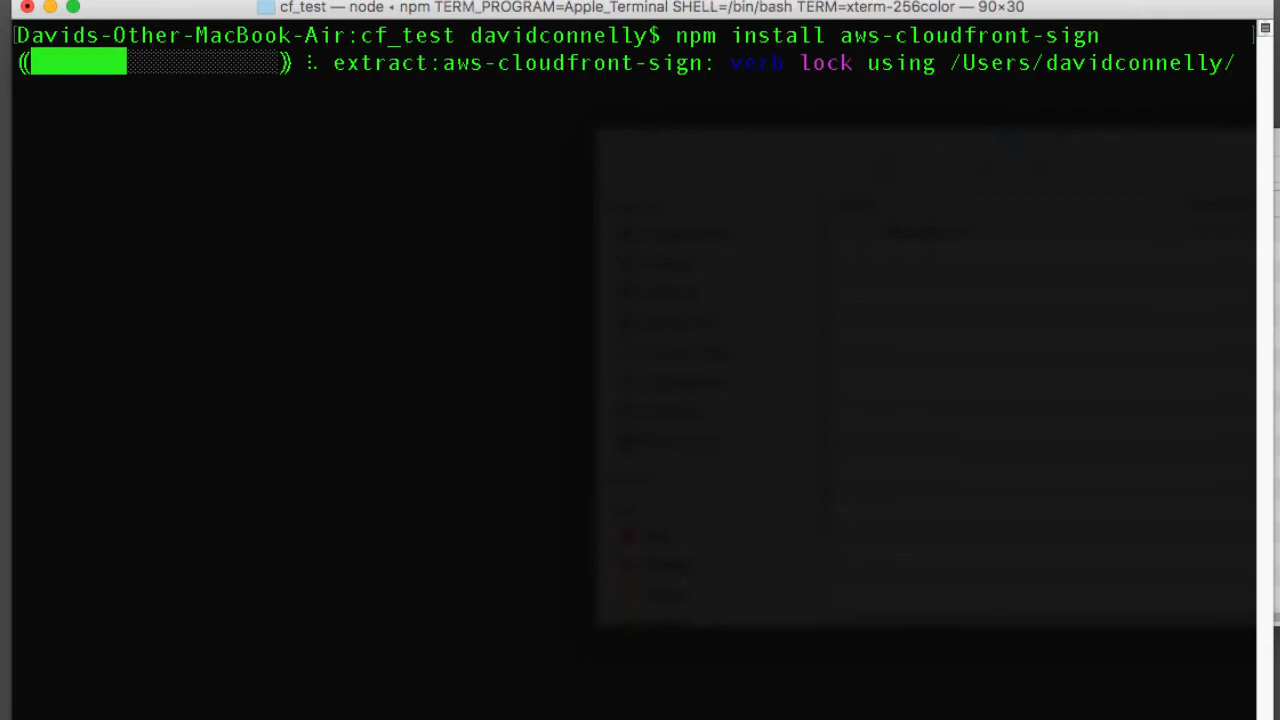 cf_test — node ◂ npm TERM_PROGRAM=Apple_Terminal SHELL=/bin/bash TERM=xterm-256color — 90×30
[Davids-Other-MacBook-Air:cf_test davidconnelly$ npm install aws-cloudfront-sign ]
(( )) ⠧ extract:aws-cloudfront-sign: verb lock using /Users/davidconnelly/